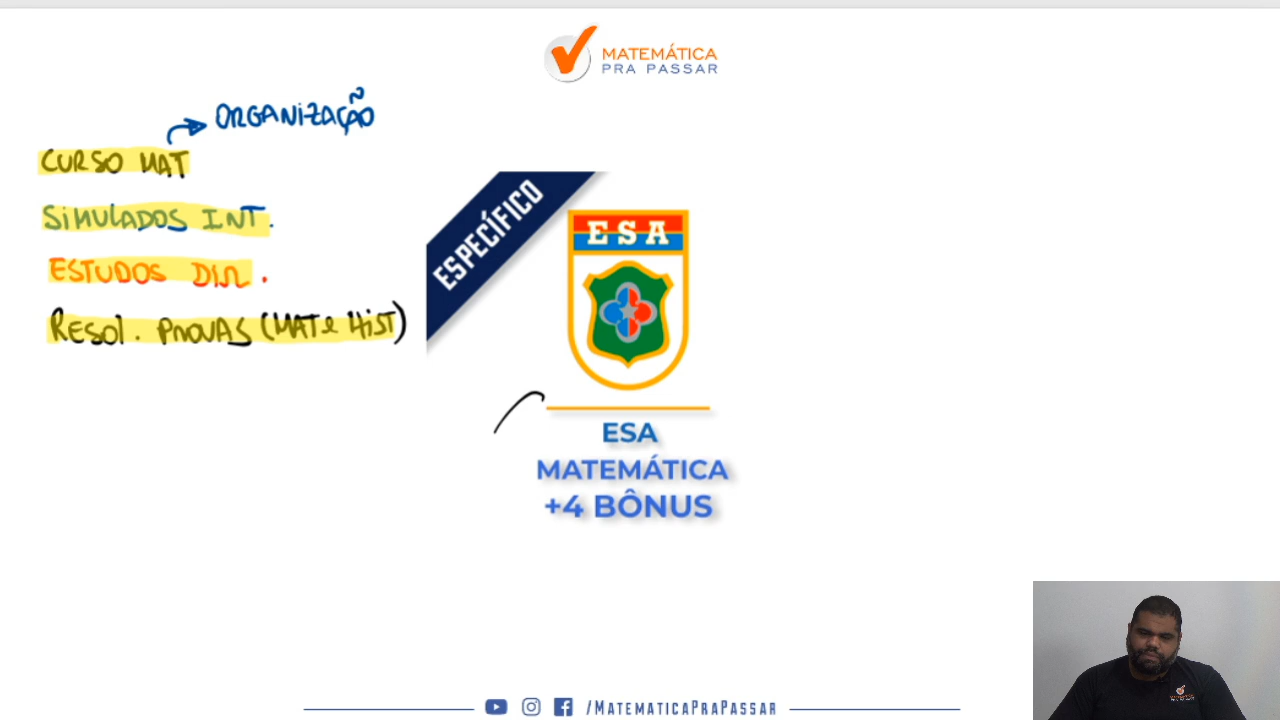 MATEMÁTICA
PRA PASSAR
ORGANIZAÇÃO
CURSO MAT
SIMULADOS INT.
ESTUDOS DIR.
RESOL. PROVAS (MAT e HIST)
ESPECÍFICO
ESA
ESA
MATEMÁTICA
+4 BÔNUS
/MATEMATICAPRAPASSAR